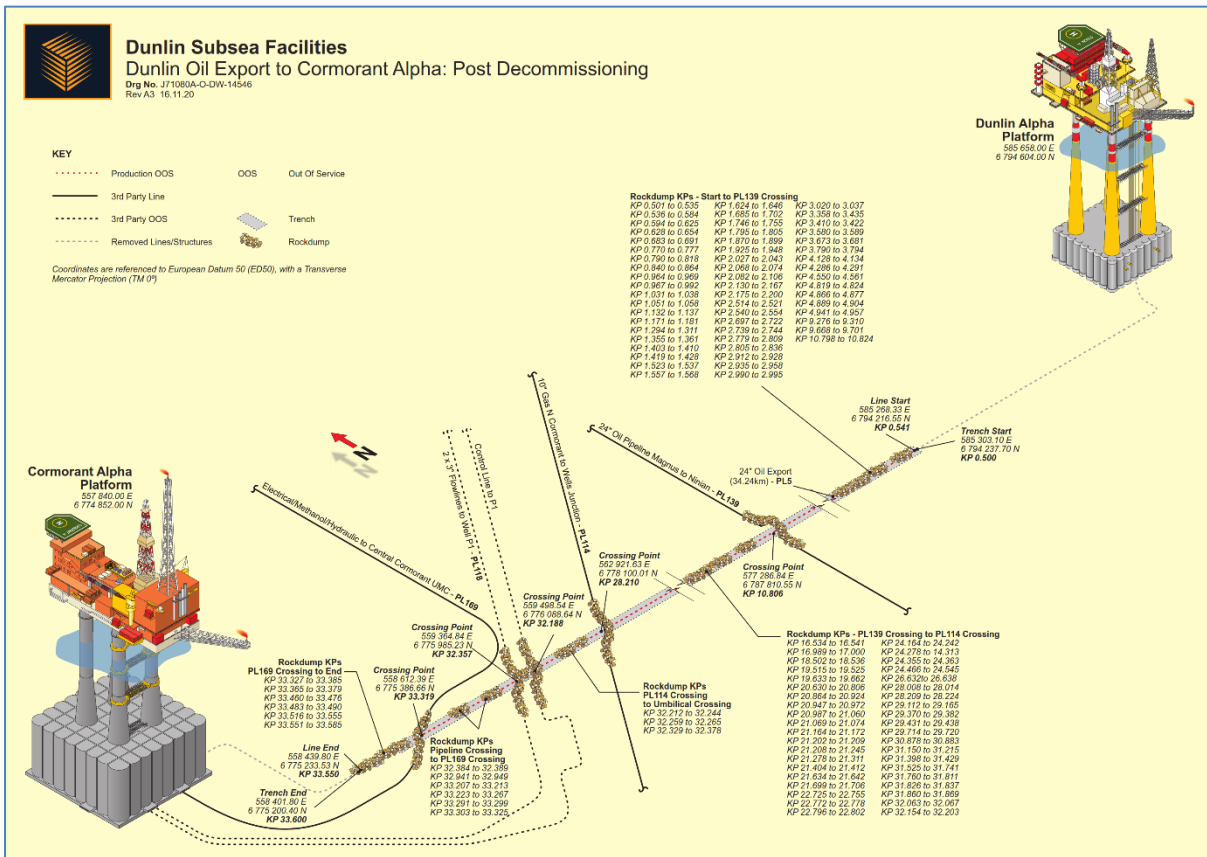 Dunlin Subsea Facilities
Dunlin Oil Export to Cormorant Alpha: Post Decommissioning
Drg No. J71080A-O-DW-14546
Rev A3 16.11.20
KEY
Production OOS
OOS Out Of Service
3rd Party Line
3rd Party OOS
Trench
Removed Lines/Structures
Rockdump
Coordinates are referenced to European Datum 50 (ED50), with a Transverse
Mercator Projection (TM 0º)
Dunlin Alpha
Platform
585 658.00 E
6 794 604.00 N
Rockdump KPs - Start to PL139 Crossing
KP 0.501 to 0.535 KP 1.624 to 1.646 KP 3.020 to 3.037
KP 0.536 to 0.584 KP 1.685 to 1.702 KP 3.358 to 3.435
KP 0.594 to 0.625 KP 1.746 to 1.755 KP 3.410 to 3.422
KP 0.628 to 0.654 KP 1.795 to 1.805 KP 3.580 to 3.589
KP 0.683 to 0.691 KP 1.870 to 1.899 KP 3.673 to 3.681
KP 0.770 to 0.777 KP 1.925 to 1.948 KP 3.790 to 3.794
KP 0.790 to 0.818 KP 2.027 to 2.043 KP 4.128 to 4.134
KP 0.840 to 0.864 KP 2.068 to 2.074 KP 4.286 to 4.291
KP 0.964 to 0.969 KP 2.082 to 2.106 KP 4.550 to 4.561
KP 0.967 to 0.992 KP 2.130 to 2.167 KP 4.819 to 4.824
KP 1.031 to 1.038 KP 2.175 to 2.200 KP 4.866 to 4.877
KP 1.051 to 1.058 KP 2.514 to 2.521 KP 4.889 to 4.904
KP 1.132 to 1.137 KP 2.540 to 2.554 KP 4.941 to 4.957
KP 1.171 to 1.181 KP 2.697 to 2.722 KP 9.276 to 9.310
KP 1.294 to 1.311 KP 2.739 to 2.744 KP 9.668 to 9.701
KP 1.355 to 1.361 KP 2.779 to 2.809 KP 10.798 to 10.824
KP 1.403 to 1.410 KP 2.805 to 2.836
KP 1.419 to 1.428 KP 2.912 to 2.928
KP 1.523 to 1.537 KP 2.935 to 2.958
KP 1.557 to 1.568 KP 2.990 to 2.995
Line Start
585 268.33 E
6 794 216.55 N
KP 0.541
Trench Start
585 303.10 E
6 794 237.70 N
KP 0.500
24" Oil Export
(34.24km) - PL5
24" Oil Pipeline Magnus to Ninian - PL139
10" Gas N Cormorant to Wells Junction - PL114
Control Line to P1
2 x 3" Flowlines to Well P1 - PL118
Electrical/Methanol/Hydraulic to Central Cormorant UMC - PL169
N
Cormorant Alpha
Platform
557 840.00 E
6 774 852.00 N
Crossing Point
577 286.84 E
6 787 810.55 N
KP 10.806
Crossing Point
562 921.63 E
6 778 100.01 N
KP 28.210
Crossing Point
559 498.54 E
6 776 088.64 N
KP 32.188
Crossing Point
559 364.84 E
6 775 985.23 N
KP 32.357
Crossing Point
558 612.39 E
6 775 386.66 N
KP 33.319
Rockdump KPs
PL169 Crossing to End
KP 33.327 to 33.385
KP 33.365 to 33.379
KP 33.460 to 33.476
KP 33.483 to 33.490
KP 33.516 to 33.555
KP 33.551 to 33.585
Line End
558 439.80 E
6 775 233.53 N
KP 33.550
Trench End
558 401.80 E
6 775 200.40 N
KP 33.600
Rockdump KPs
Pipeline Crossing
to PL169 Crossing
KP 32.384 to 32.389
KP 32.941 to 32.949
KP 33.207 to 33.213
KP 33.223 to 33.267
KP 33.291 to 33.299
KP 33.303 to 33.325
Rockdump KPs
PL114 Crossing
to Umbilical Crossing
KP 32.212 to 32.244
KP 32.259 to 32.265
KP 32.329 to 32.378
Rockdump KPs - PL139 Crossing to PL114 Crossing
KP 16.534 to 16.541 KP 24.164 to 24.242
KP 16.989 to 17.000 KP 24.278 to 24.313
KP 18.502 to 18.536 KP 24.355 to 24.363
KP 19.515 to 19.525 KP 24.466 to 24.545
KP 19.633 to 19.662 KP 26.632to 26.638
KP 20.630 to 20.806 KP 28.008 to 28.014
KP 20.864 to 20.924 KP 28.209 to 28.224
KP 20.947 to 20.972 KP 29.112 to 29.165
KP 20.987 to 21.060 KP 29.370 to 29.382
KP 21.069 to 21.074 KP 29.431 to 29.438
KP 21.164 to 21.172 KP 29.714 to 29.720
KP 21.202 to 21.209 KP 30.878 to 30.883
KP 21.208 to 21.245 KP 31.150 to 31.215
KP 21.278 to 21.311 KP 31.398 to 31.429
KP 21.404 to 21.412 KP 31.525 to 31.741
KP 21.634 to 21.642 KP 31.760 to 31.811
KP 21.699 to 21.706 KP 31.826 to 31.837
KP 22.725 to 22.755 KP 31.860 to 31.869
KP 22.772 to 22.778 KP 32.063 to 32.067
KP 22.796 to 22.802 KP 32.154 to 32.203